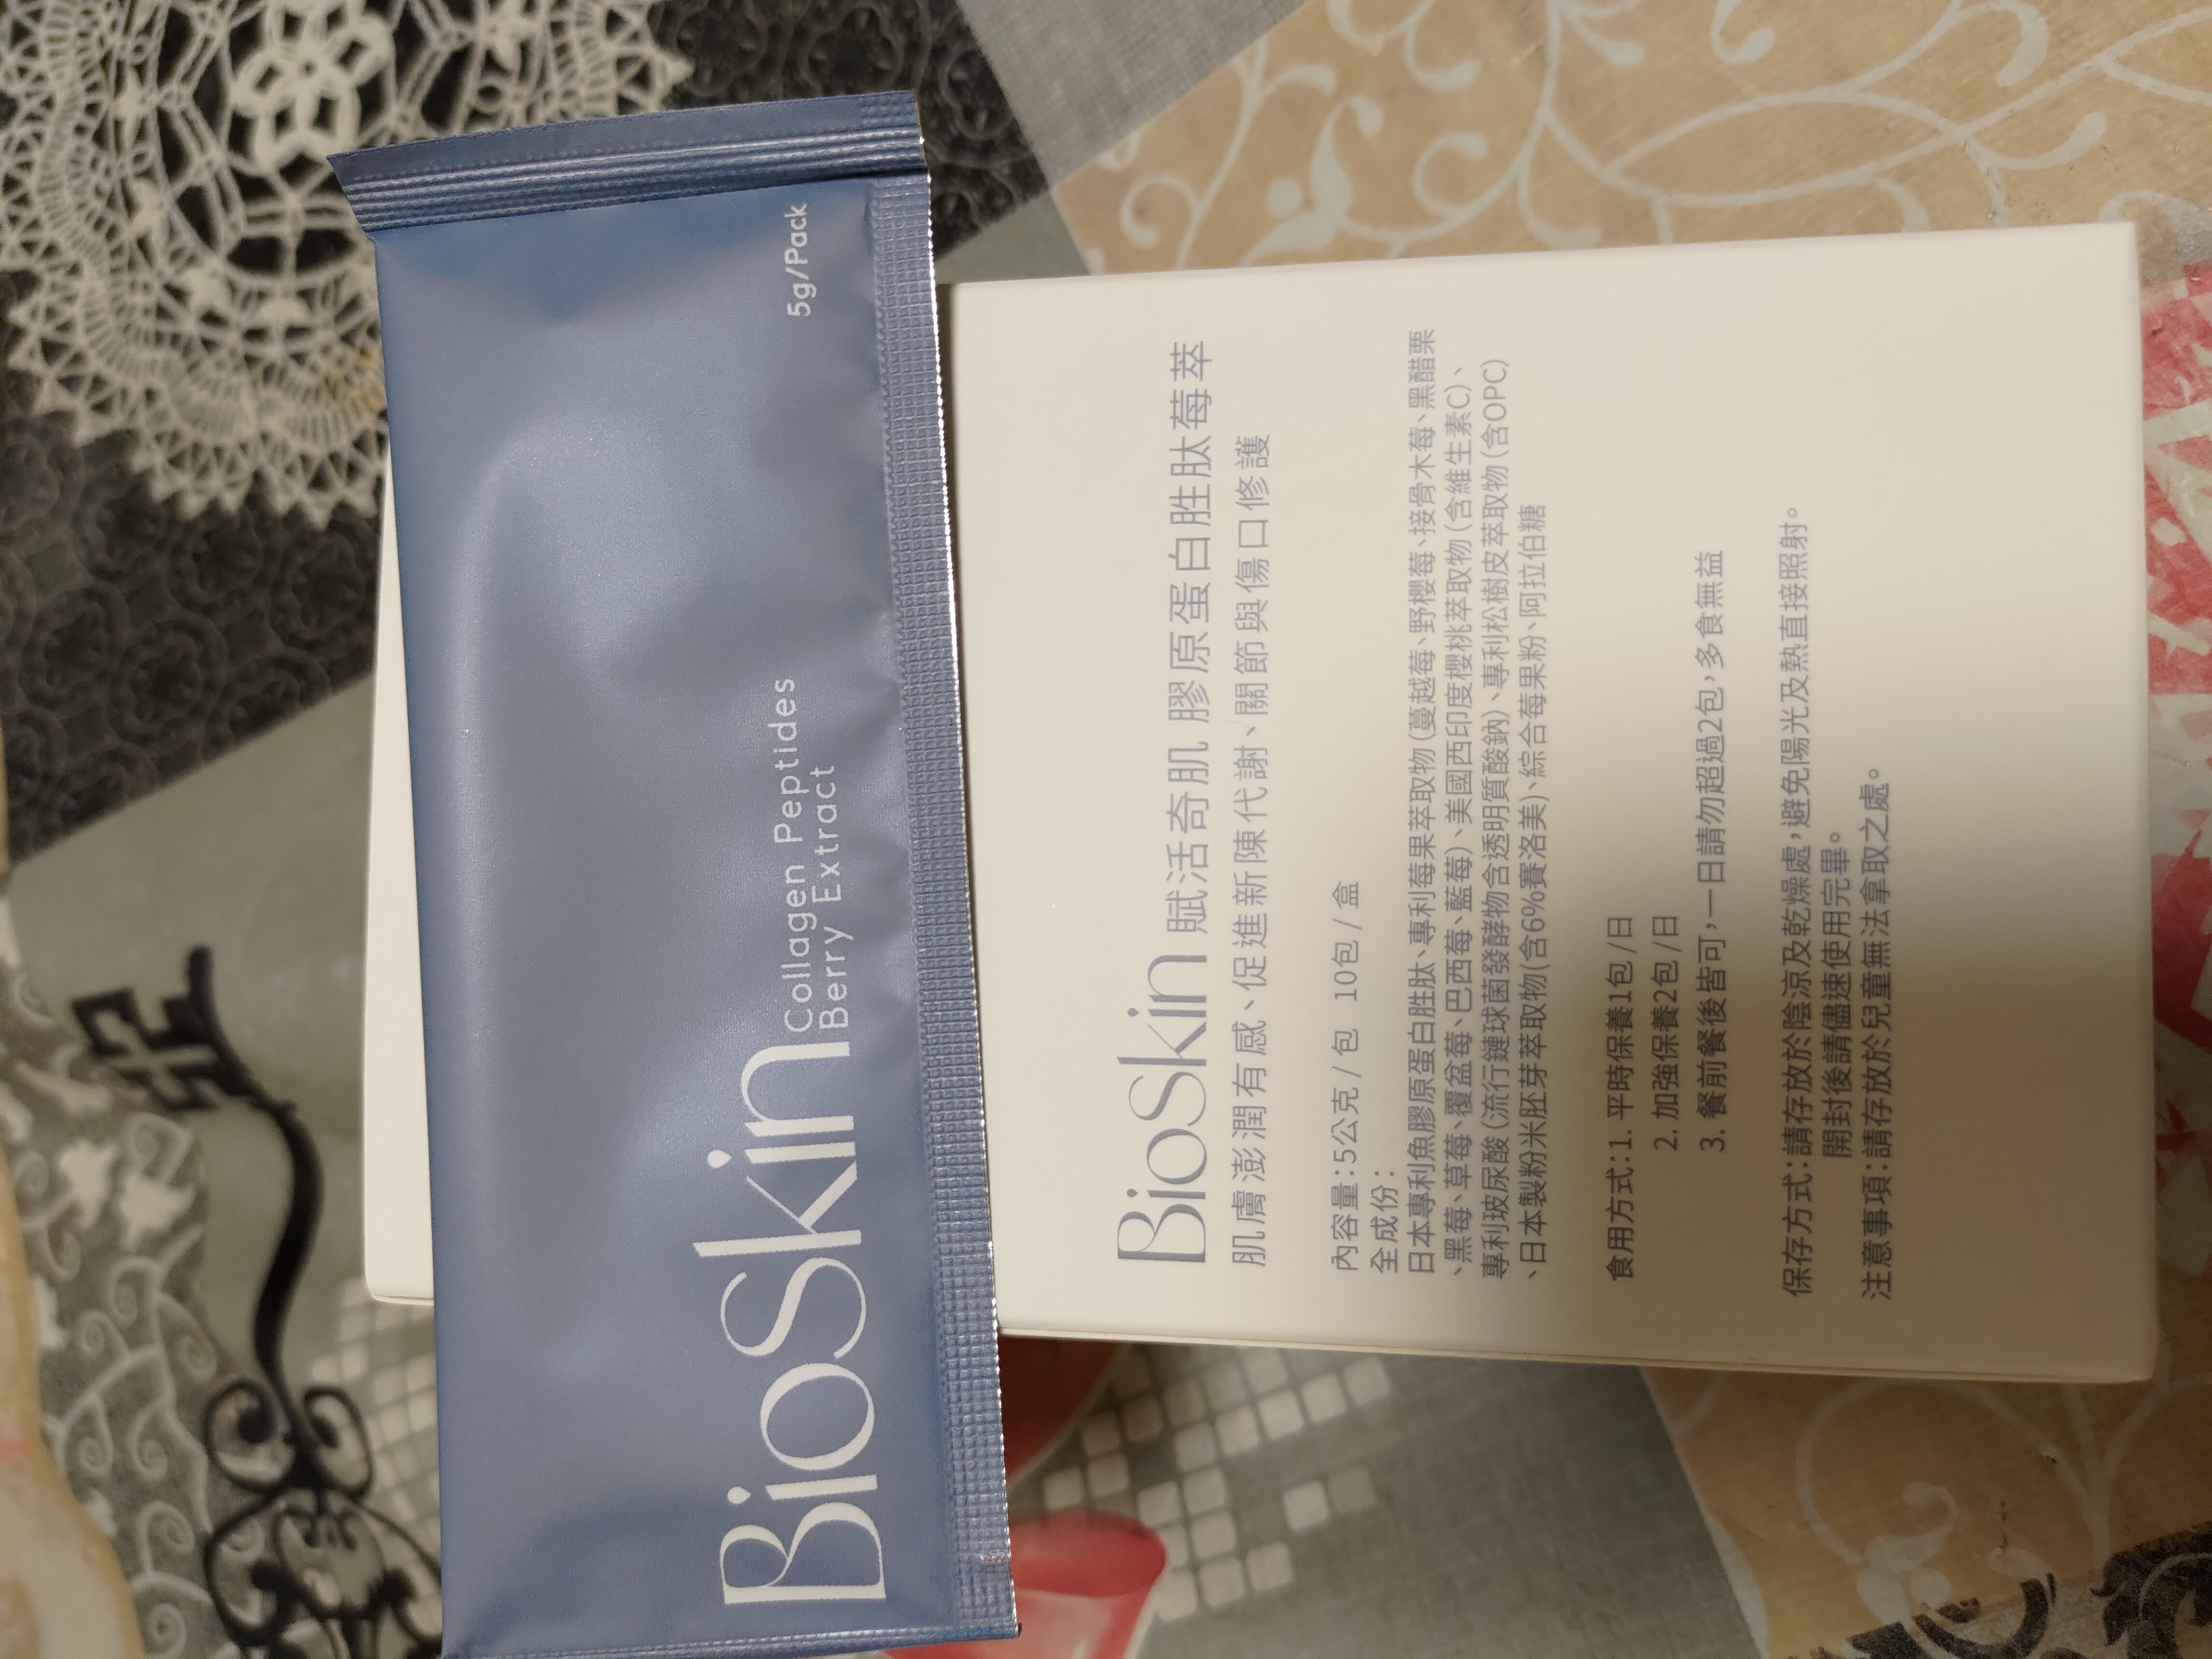 BioSkin
Collagen Peptides
Berry Extract
5g/Pack
BioSkin 賦活奇肌 膠原蛋白胜肽莓萃
肌膚澎潤有感、促進新陳代謝、關節與傷口修護
內容量:5公克/包 10包/盒
全成份:
日本專利魚膠原蛋白胜肽、專利莓果萃取物(蔓越莓、野櫻莓、接骨木莓、黑醋栗
、黑莓、草莓、覆盆莓、巴西莓、藍莓)、美國西印度櫻桃萃取物(含維生素C)、
專利玻尿酸(流行鏈球菌發酵物含透明質酸鈉)、專利松樹皮萃取物(含OPC)
、日本製粉米胚芽萃取物(含6%賽洛美)、綜合莓果粉、阿拉伯糖
食用方式:1. 平時保養1包/日
2. 加強保養2包/日
3. 餐前餐後皆可,一日請勿超過2包,多食無益
保存方式:請存放於陰涼及乾燥處,避免陽光及熱直接照射。
開封後請儘速使用完畢。
注意事項:請存放於兒童無法拿取之處。